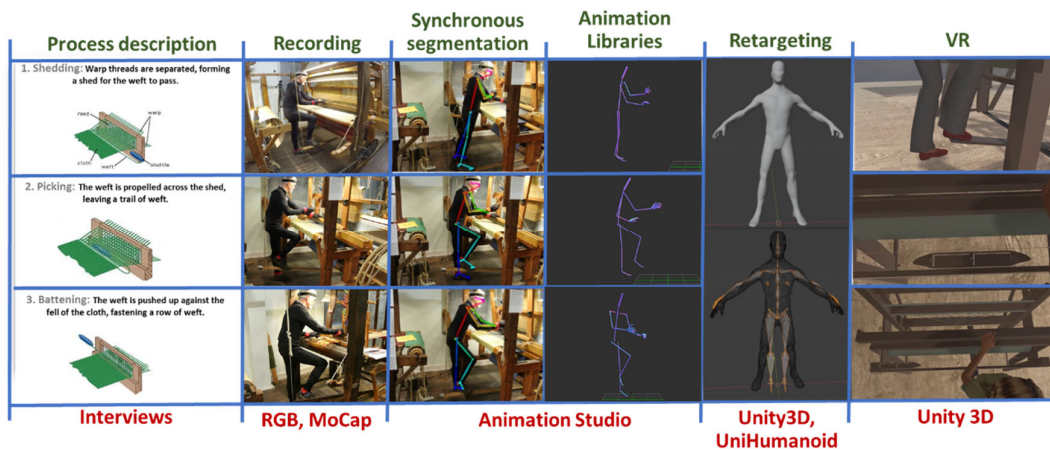 Process description
Recording
Synchronous
segmentation
Animation
Libraries
Retargeting
VR
1. Shedding: Warp threads are separated, forming
a shed for the weft to pass.
reed
warp
cloth
weft
shuttle
2. Picking: The weft is propelled across the shed,
leaving a trail of weft.
3. Battening: The weft is pushed up against the
fell of the cloth, fastening a row of weft.
Interviews
RGB, MoCap
Animation Studio
Unity3D,
UniHumanoid
Unity 3D